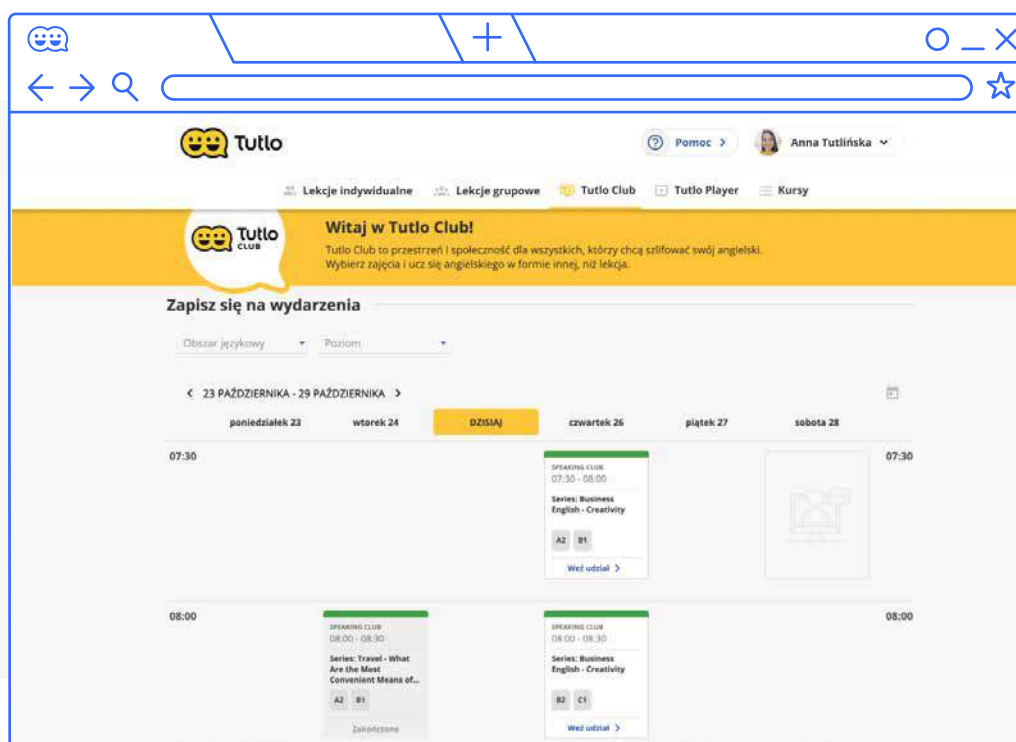 Tutlo
Pomoc
Anna Tutlińska
Lekcje indywidualne
Lekcje grupowe
Tutlo Club
Tutlo Player
Kursy
Tutlo
CLUB
Witaj w Tutlo Club!
Tutlo Club to przestrzeń i społeczność dla wszystkich, którzy chcą szlifować swój angielski.
Wybierz zajęcia i ucz się angielskiego w formie innej, niż lekcja.
Zapisz się na wydarzenia
Obszar językowy
Poziom
23 PAŹDZIERNIKA - 29 PAŹDZIERNIKA
poniedziałek 23
wtorek 24
DZISIAJ
czwartek 26
piątek 27
sobota 28
07:30
SPEAKING CLUB
07:30 - 08:00
Series: Business
English - Creativity
A2 B1
Weź udział
07:30
08:00
SPEAKING CLUB
08:00 - 08:30
Series: Travel - What
Are the Most
Convenient Means of...
A2 B1
Zakończone
SPEAKING CLUB
08:00 - 08:30
Series: Business
English - Creativity
B2 C1
Weź udział
08:00